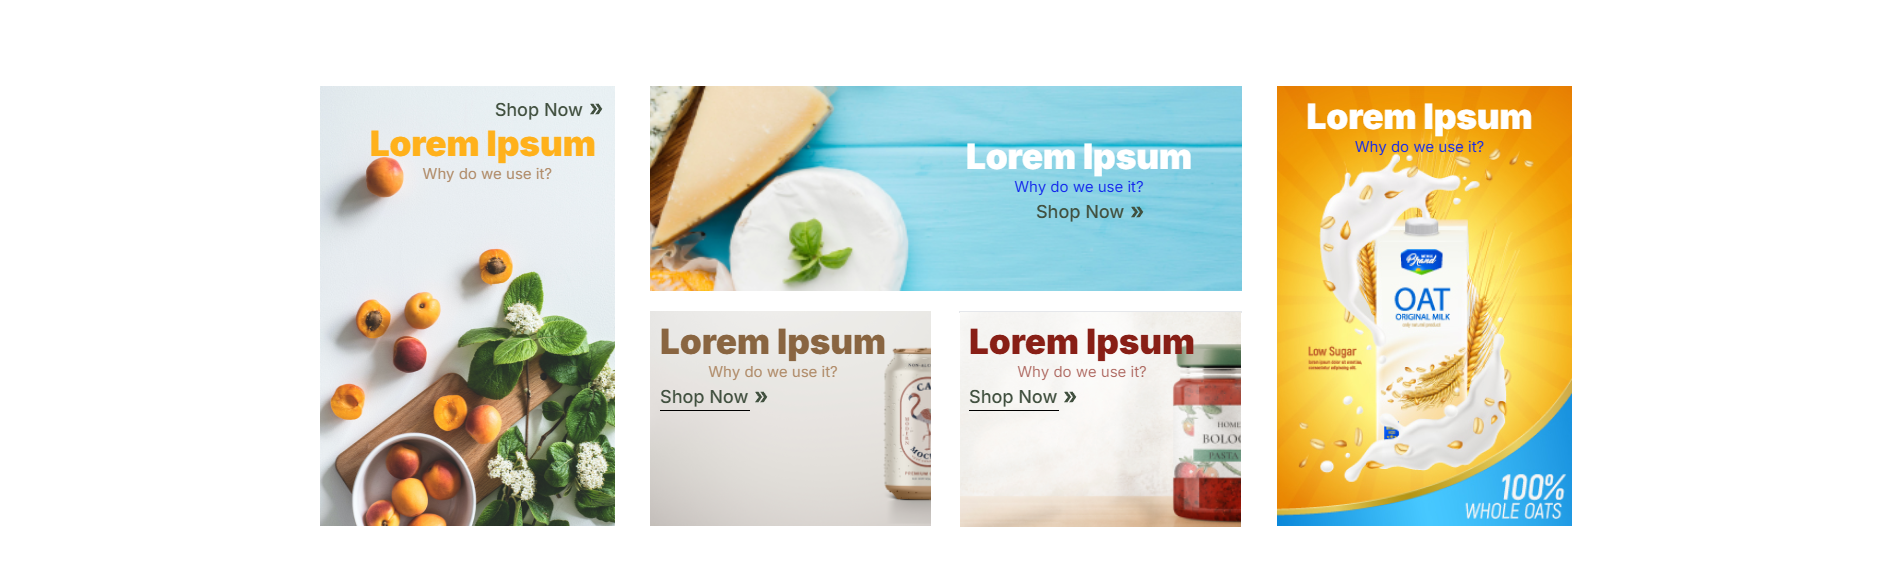 Shop Now »
Lorem Ipsum
Why do we use it?
Lorem Ipsum
Why do we use it?
Shop Now »
Lorem Ipsum
Why do we use it?
Shop Now »
Lorem Ipsum
Why do we use it?
Shop Now »
PASTA
Lorem Ipsum
Why do we use it?
Brand
OAT
ORIGINAL MILK
Low Sugar
100%
WHOLE OATS